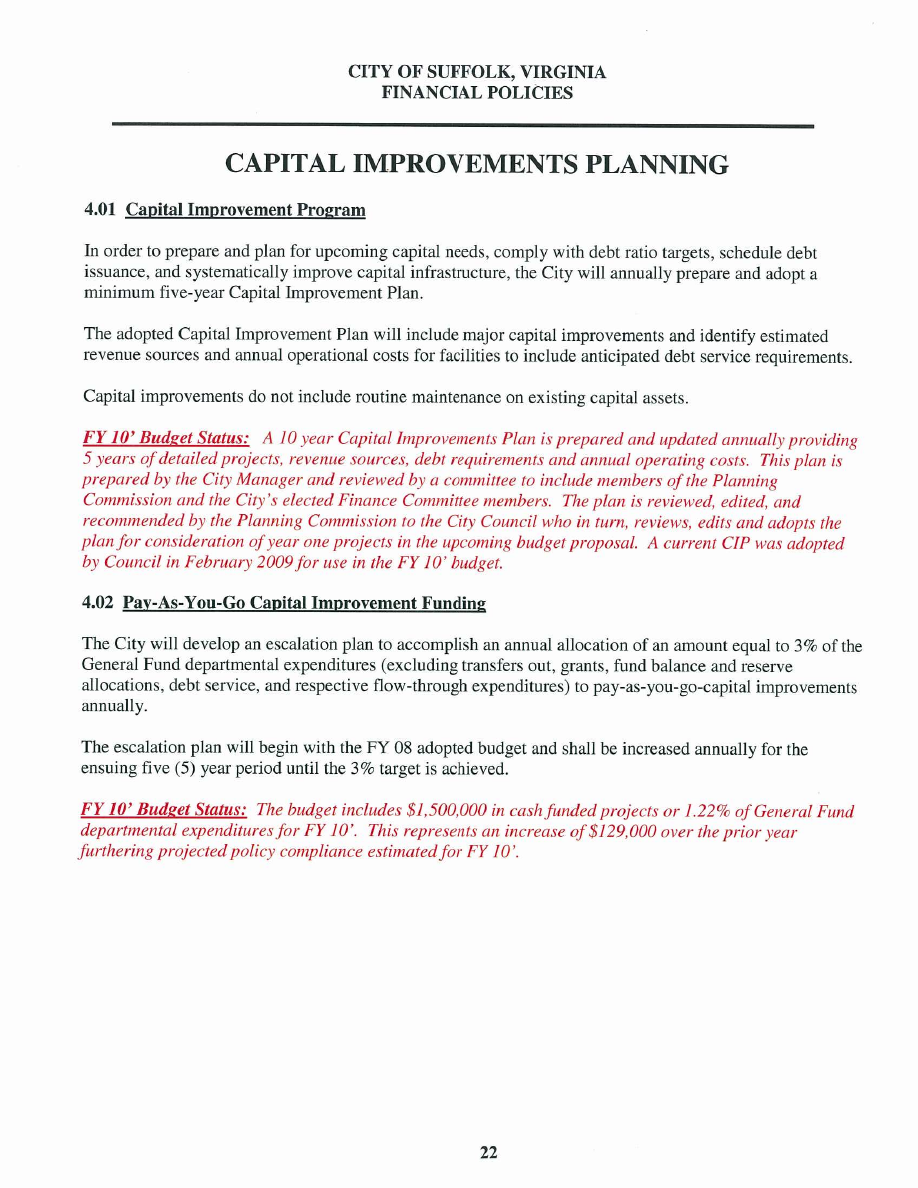 CITY OF SUFFOLK, VIRGINIA
FINANCIAL POLICIES
CAPITAL IMPROVEMENTS PLANNING
4.01 Capital Improvement Program
In order to prepare and plan for upcoming capital needs, comply with debt ratio targets, schedule debt
issuance, and systematically improve capital infrastructure, the City will annually prepare and adopt a
minimum five-year Capital Improvement Plan.
The adopted Capital Improvement Plan will include major capital improvements and identify estimated
revenue sources and annual operational costs for facilities to include anticipated debt service requirements.
Capital improvements do not include routine maintenance on existing capital assets.
FY 10' Budget Status: A 10 year Capital Improvements Plan is prepared and updated annually providing
5 years of detailed projects, revenue sources, debt requirements and annual operating costs. This plan is
prepared by the City Manager and reviewed by a committee to include members of the Planning
Commission and the City's elected Finance Committee members. The plan is reviewed, edited, and
recommended by the Planning Commission to the City Council who in turn, reviews, edits and adopts the
plan for consideration of year one projects in the upcoming budget proposal. A current CIP was adopted
by Council in February 2009 for use in the FY 10' budget.
4.02 Pay-As-You-Go Capital Improvement Funding
The City will develop an escalation plan to accomplish an annual allocation of an amount equal to 3% of the
General Fund departmental expenditures (excluding transfers out, grants, fund balance and reserve
allocations, debt service, and respective flow-through expenditures) to pay-as-you-go-capital improvements
annually.
The escalation plan will begin with the FY 08 adopted budget and shall be increased annually for the
ensuing five (5) year period until the 3% target is achieved.
FY 10' Budget Status: The budget includes $1,500,000 in cash funded projects or 1.22% of General Fund
departmental expenditures for FY 10'. This represents an increase of $129,000 over the prior year
furthering projected policy compliance estimated for FY 10'.
22